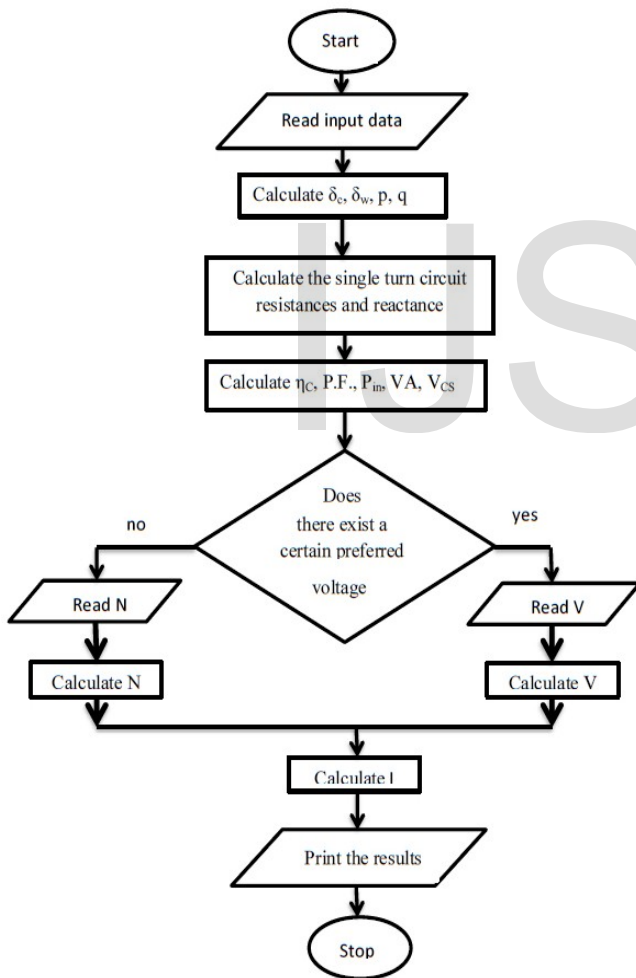 Start
Read input data
Calculate δc, δw, p, q
Calculate the single turn circuit
resistances and reactance
Calculate ηC, P.F., Pin, VA, VCS
Does
there exist a
certain preferred
voltage
no
yes
Read N
Read V
Calculate N
Calculate V
Calculate I
Print the results
Stop
IJS